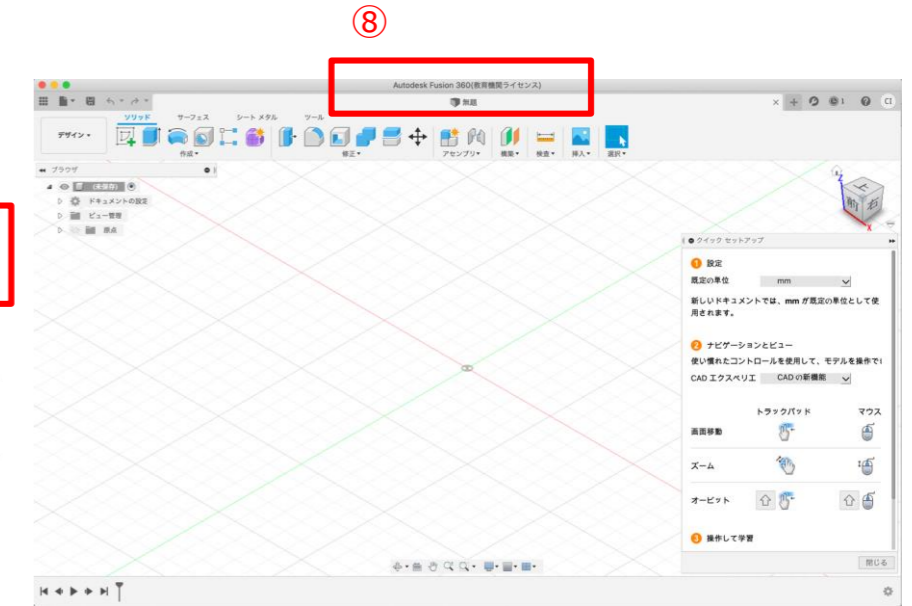 ⑧
Autodesk Fusion 360(教育機関ライセンス)
無題
1
CI
デザイン
ソリッド サーフェス シート メタル ツール
作成 修正 アセンブリ 構築 検査 挿入 選択
ブラウザ
(未保存)
ドキュメントの設定
ビュー管理
原点
Z
上
前 右
X
クイック セットアップ
1 設定
既定の単位 mm
新しいドキュメントでは、mm が既定の単位として使
用されます。
2 ナビゲーションとビュー
使い慣れたコントロールを使用して、モデルを操作で
CAD エクスペリエ CAD の新機能
トラックパッド マウス
画面移動
ズーム
オービット
3 操作して学習
閉じる